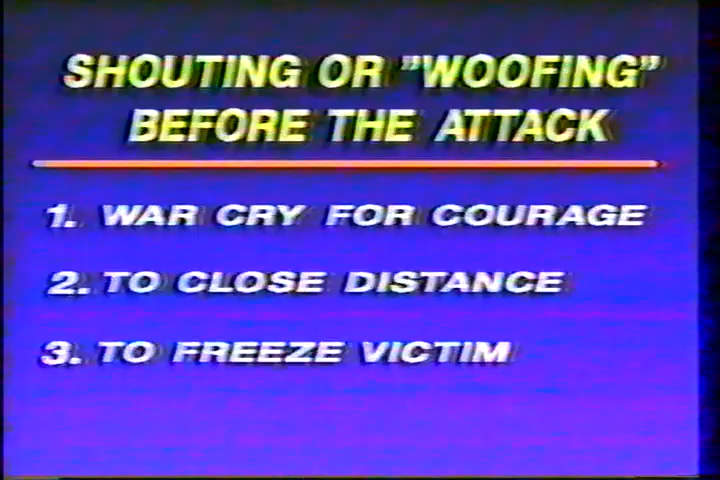 SHOUTING OR "WOOFING"
BEFORE THE ATTACK
1. WAR CRY FOR COURAGE
2. TO CLOSE DISTANCE
3. TO FREEZE VICTIM